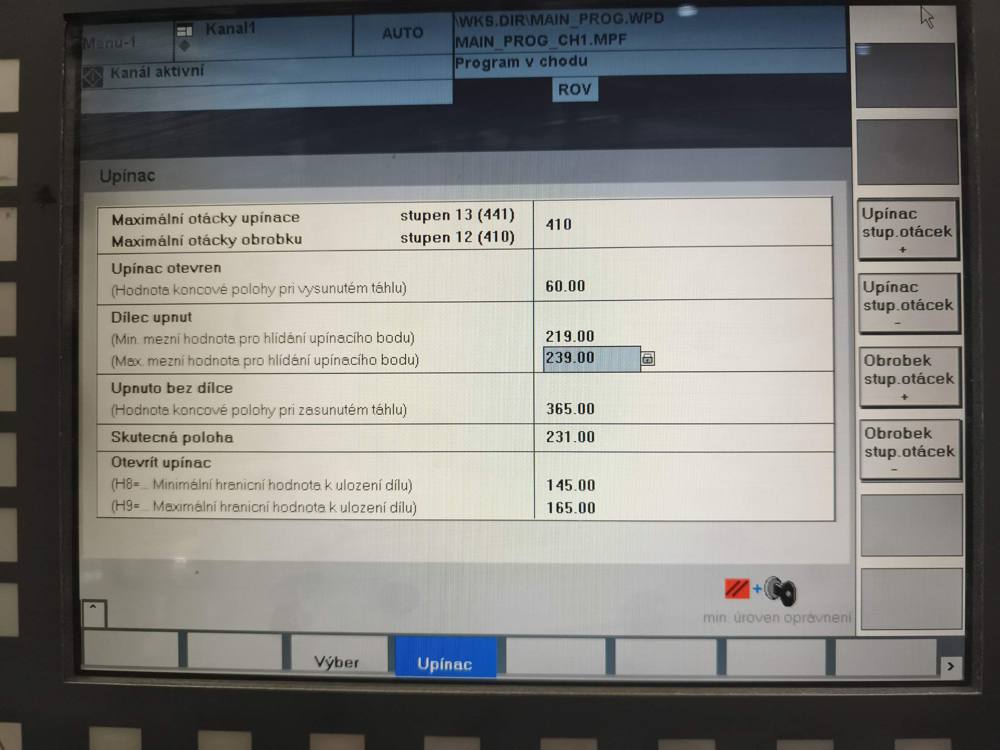 Menu-1
Kanal1
AUTO
\WKS.DIR\MAIN_PROG.WPD
MAIN_PROG_CH1.MPF
Kanál aktivní
Program v chodu
ROV
Upínac
Maximální otácky upínace stupen 13 (441)
Maximální otácky obrobku stupen 12 (410)
410
Upínac otevren
(Hodnota koncové polohy pri vysunutém táhlu) 60.00
Dílec upnut
(Min. mezní hodnota pro hlídání upínacího bodu) 219.00
(Max. mezní hodnota pro hlídání upínacího bodu) 239.00
Upnuto bez dílce
(Hodnota koncové polohy pri zasunutém táhlu) 365.00
Skutecná poloha 231.00
Otevrít upínac
(H8=... Minimální hranicní hodnota k ulození dílu) 145.00
(H9=... Maximální hranicní hodnota k ulození dílu) 165.00
Upínac
stup.otácek
+
Upínac
stup.otácek
-
Obrobek
stup.otácek
+
Obrobek
stup.otácek
-
+
min. úroven oprávnení
^
Výber
Upínac
>